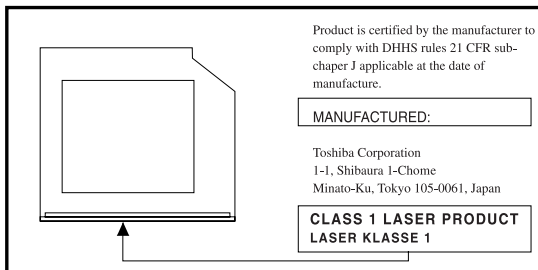 Product is certified by the manufacturer to
comply with DHHS rules 21 CFR sub-
chaper J applicable at the date of
manufacture.
MANUFACTURED:
Toshiba Corporation
1-1, Shibaura 1-Chome
Minato-Ku, Tokyo 105-0061, Japan
CLASS 1 LASER PRODUCT
LASER KLASSE 1